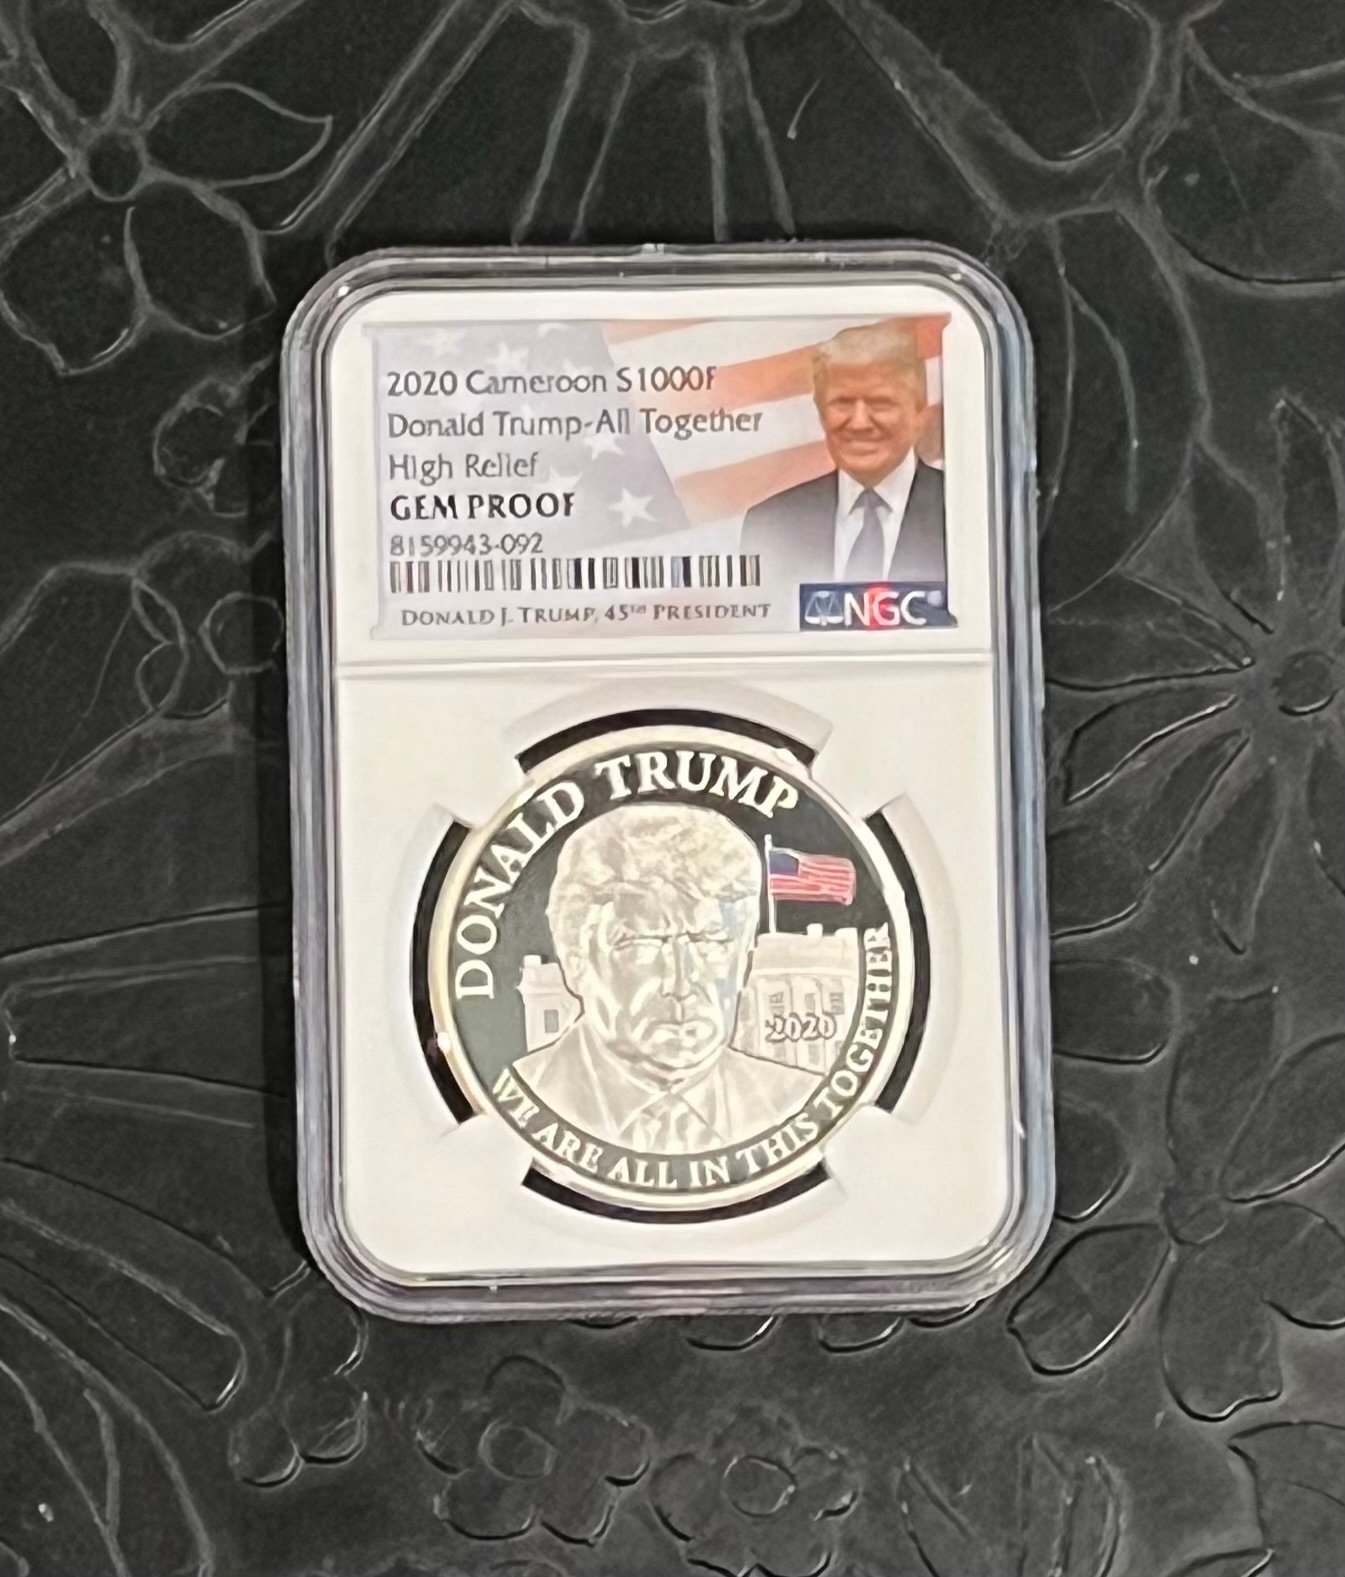 2020 Cameroon S1000F
Donald Trump-All Together
High Relief
GEM PROOF
8159943-092
DONALD J. TRUMP, 45TH PRESIDENT
NGC
DONALD TRUMP
2020
WE ARE ALL IN THIS TOGETHER